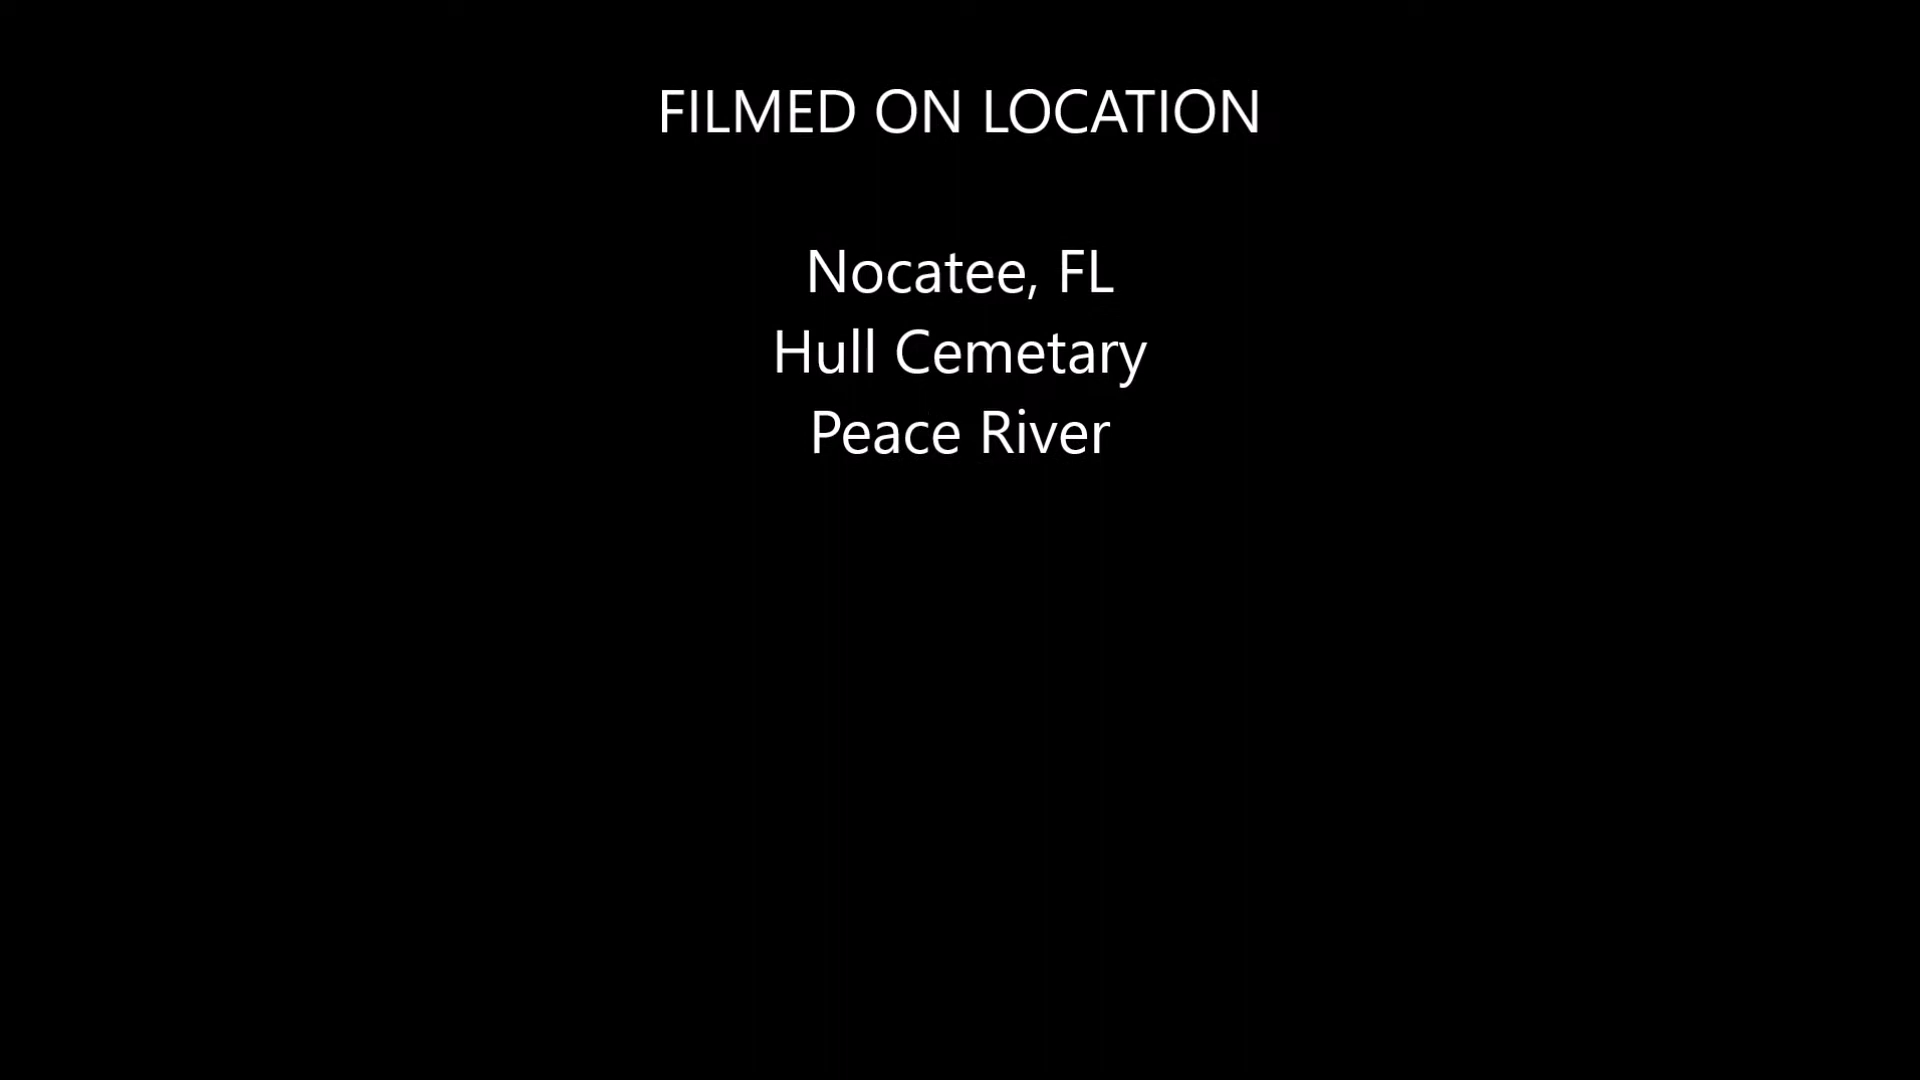 FILMED ON LOCATION
Nocatee, FL
Hull Cemetary
Peace River